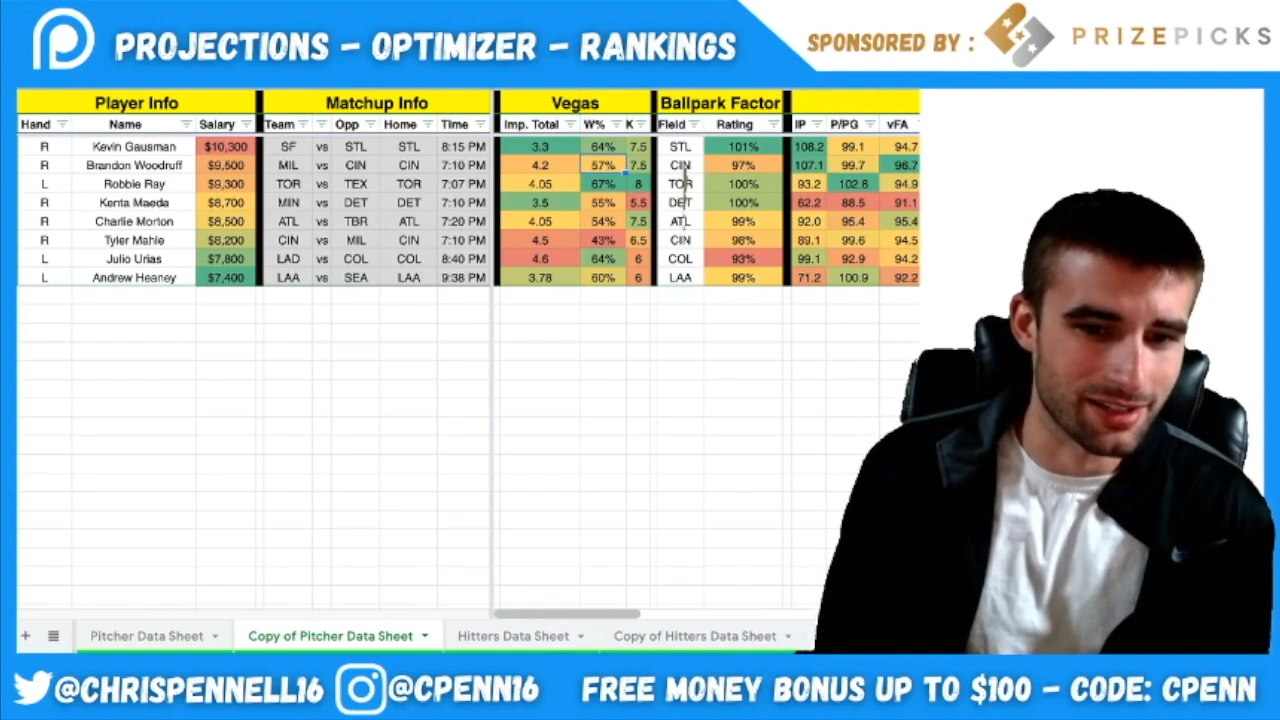 PROJECTIONS - OPTIMIZER - RANKINGS
SPONSORED BY : PRIZEPICKS
Player Info Matchup Info Vegas Ballpark Factor
Hand Name Salary Team Opp Home Time Imp. Total W% K Field Rating IP P/PG vFA
R Kevin Gausman $10,300 SF vs STL STL 8:15 PM 3.3 64% 7.5 STL 101% 108.2 99.1 94.7
R Brandon Woodruff $9,500 MIL vs CIN CIN 7:10 PM 4.2 57% 7.5 CIN 97% 107.1 99.7 96.7
L Robbie Ray $9,300 TOR vs TEX TOR 7:07 PM 4.05 67% 8 TOR 100% 93.2 102.8 94.9
R Kenta Maeda $8,700 MIN vs DET DET 7:10 PM 3.5 55% 5.5 DET 100% 62.2 88.5 91.1
R Charlie Morton $8,500 ATL vs TBR ATL 7:20 PM 4.05 54% 7.5 ATL 99% 92.0 95.4 95.4
R Tyler Mahle $8,200 CIN vs MIL CIN 7:10 PM 4.5 43% 6.5 CIN 98% 89.1 99.6 94.5
L Julio Urias $7,800 LAD vs COL COL 8:40 PM 4.6 64% 6 COL 93% 99.1 92.9 94.2
L Andrew Heaney $7,400 LAA vs SEA LAA 9:38 PM 3.78 60% 6 LAA 99% 71.2 100.9 92.2
Pitcher Data Sheet Copy of Pitcher Data Sheet Hitters Data Sheet Copy of Hitters Data Sheet
@CHRISPENNELL16 @CPENN16 FREE MONEY BONUS UP TO $100 - CODE: CPENN